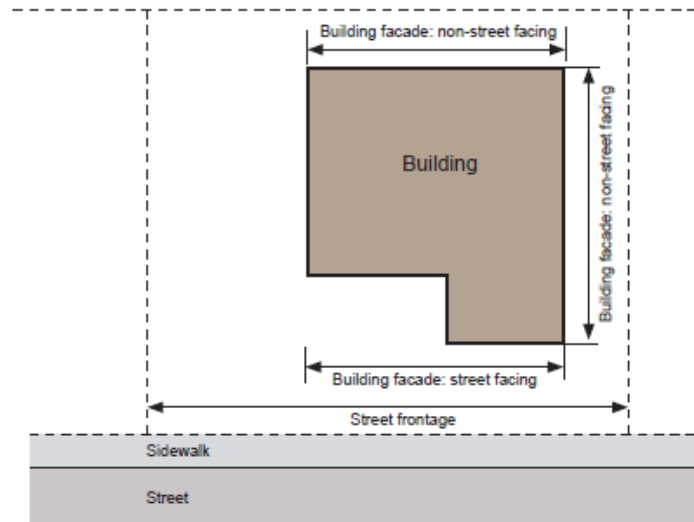 Building facade: non-street facing
Building
Building facade: non-street facing
Building facade: street facing
Street frontage
Sidewalk
Street